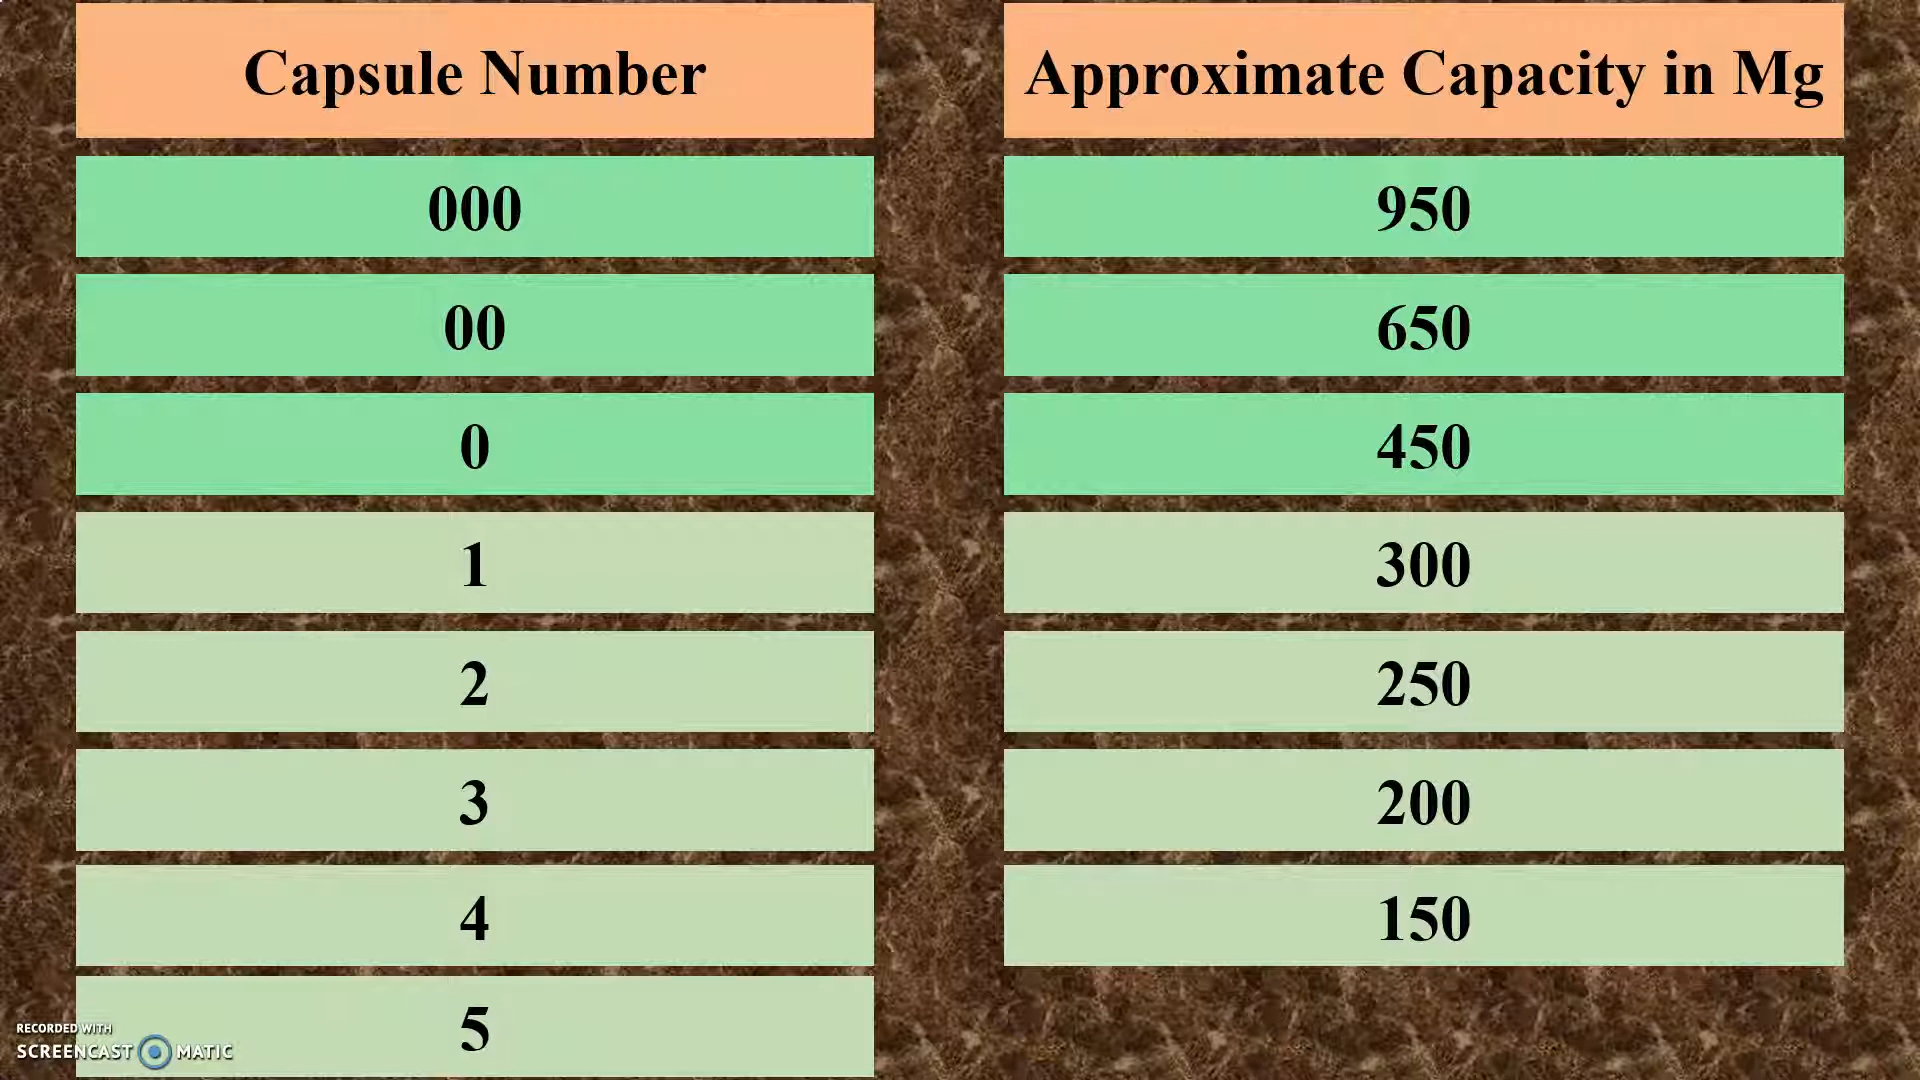 Capsule Number Approximate Capacity in Mg
000 950
00 650
0 450
1 300
2 250
3 200
4 150
5
RECORDED WITH
SCREENCAST MATIC